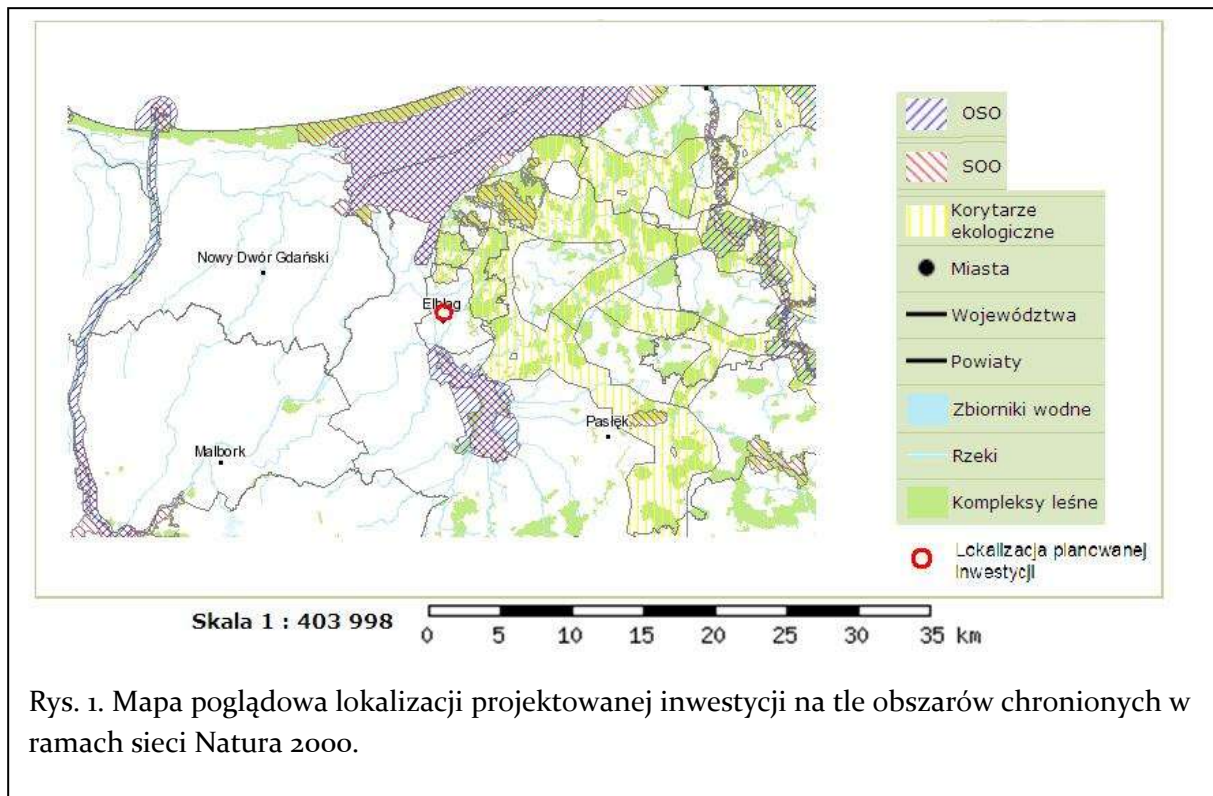 Nowy Dwór Gdański
Elbląg
Malbork
Pasłęk
OSO
SOO
Korytarze
ekologiczne
Miasta
Województwa
Powiaty
Zbiorniki wodne
Rzeki
Kompleksy leśne
Lokalizacja planowanej
inwestycji
Skala 1 : 403 998
0 5 10 15 20 25 30 35 km
Rys. 1. Mapa poglądowa lokalizacji projektowanej inwestycji na tle obszarów chronionych w
ramach sieci Natura 2000.